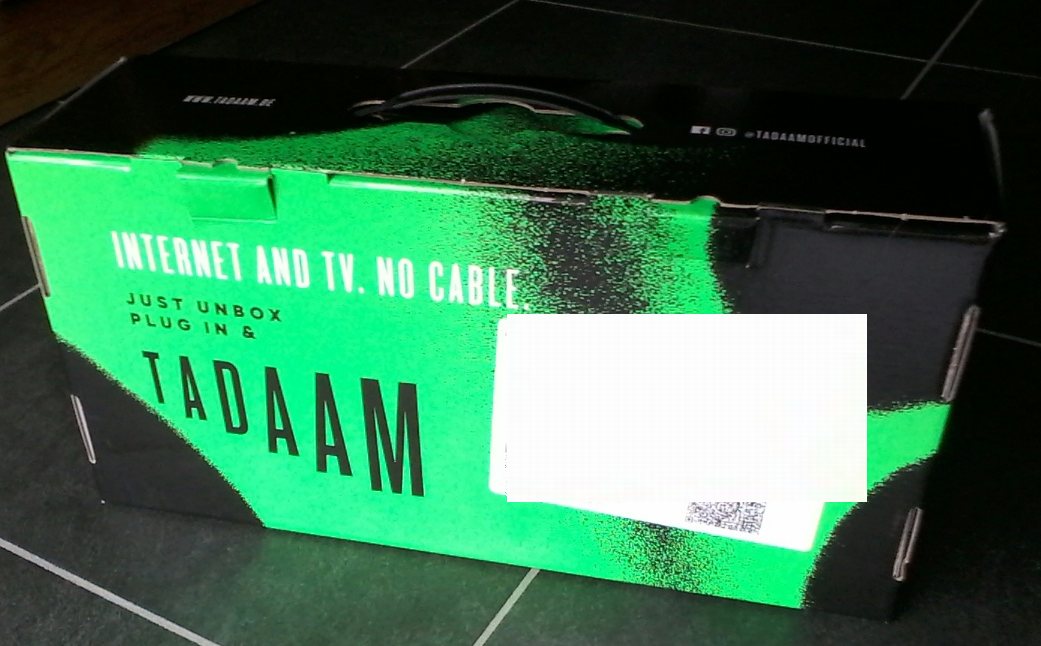 WWW.TADAAM.BE
@TADAAMOFFICIAL
INTERNET AND TV. NO CABLE.
JUST UNBOX
PLUG IN &
TADAAM